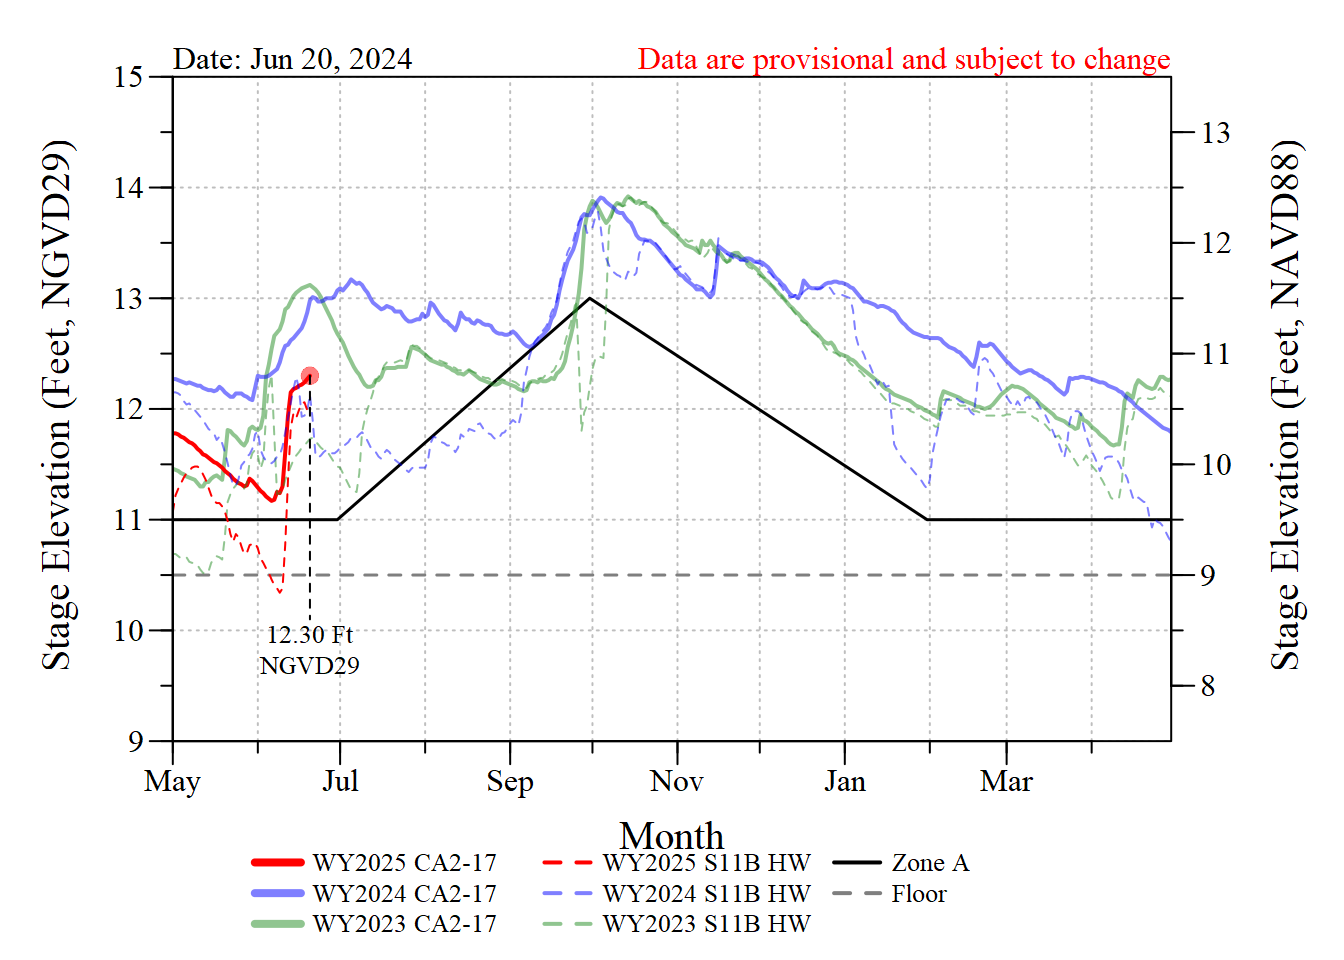 Date: Jun 20, 2024
Data are provisional and subject to change
Stage Elevation (Feet, NGVD29)
15
14
13
12
11
10
9
12.30 Ft
NGVD29
13
12
11
10
9
8
Stage Elevation (Feet, NAVD88)
May Jul Sep Nov Jan Mar
Month
WY2025 CA2-17 WY2025 S11B HW Zone A
WY2024 CA2-17 WY2024 S11B HW Floor
WY2023 CA2-17 WY2023 S11B HW